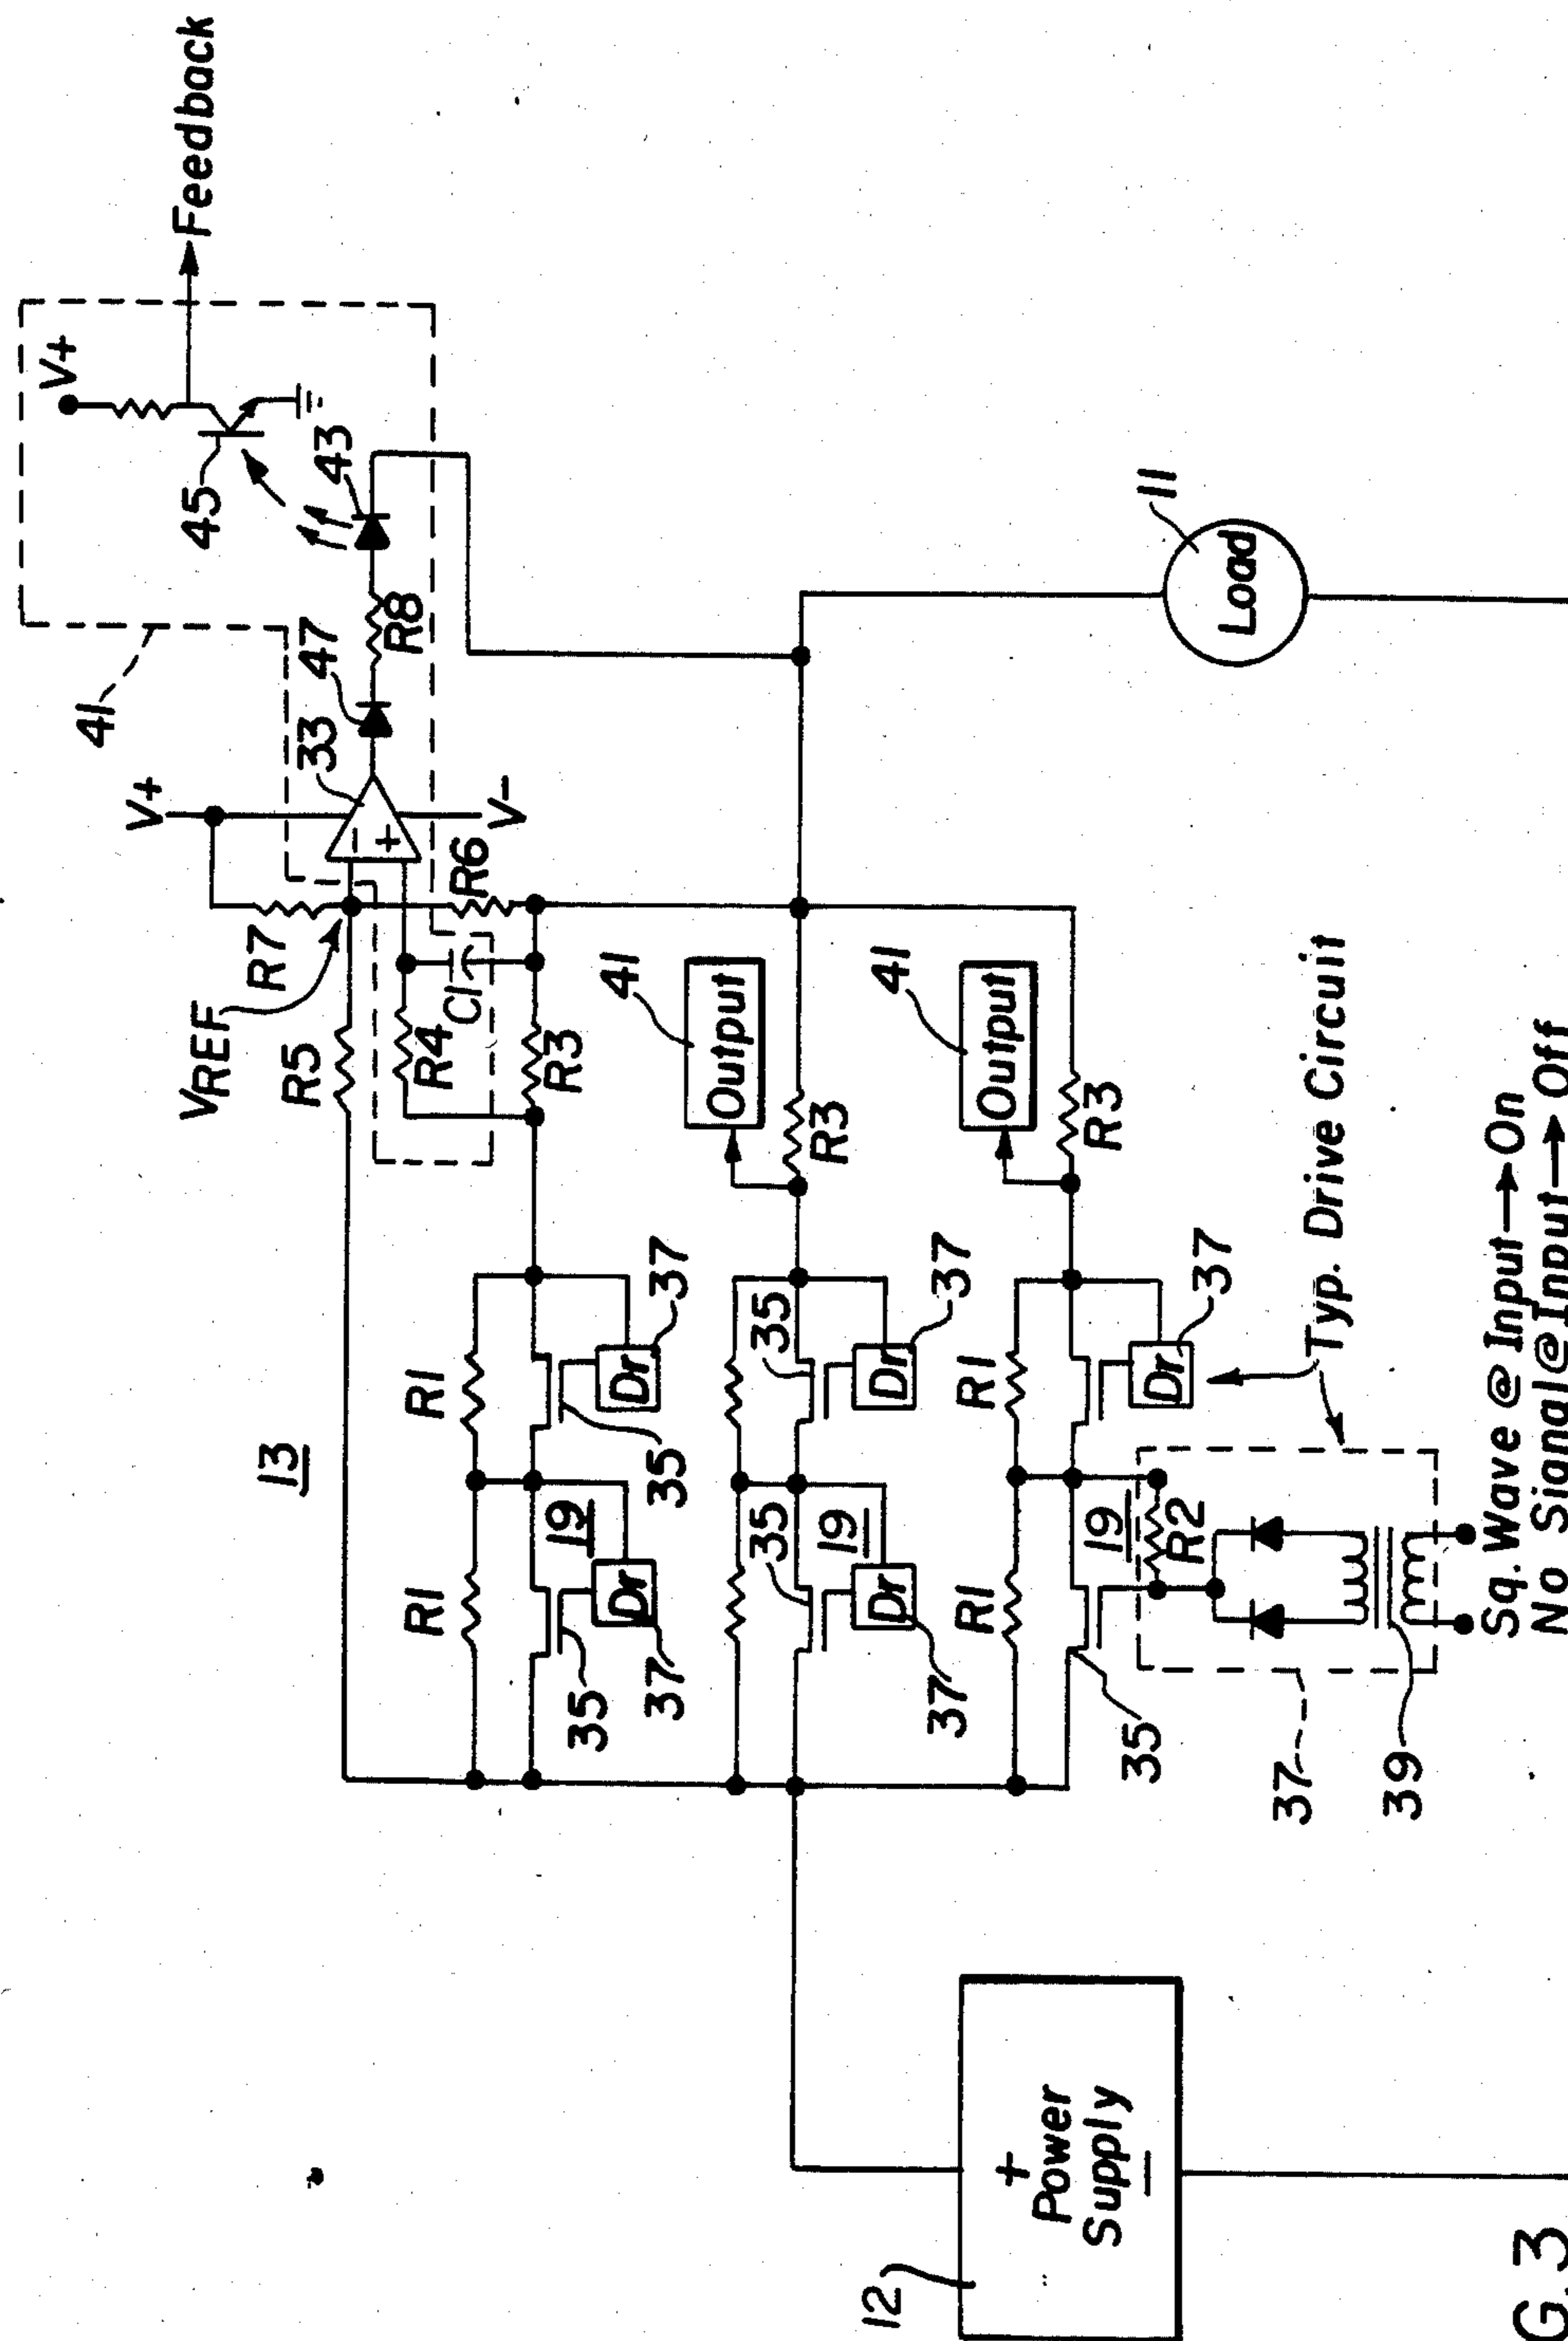 V+
Feedback
45
43
41
47
33
R8
V+
V-
R7
R6
VREF
R5
R4
C1
R3
41
Output
R3
41
Output
R3
11
Load
13
R1
R1
35
19
35
Dr
37
Dr
37
35
35
19
Dr
37
Dr
37
R1
R1
35
19
R2
Dr
37
Typ. Drive Circuit
37
39
Sq. Wave @ Input→On
No Signal @ Input→Off
12
+
Power
Supply
-
G. 3